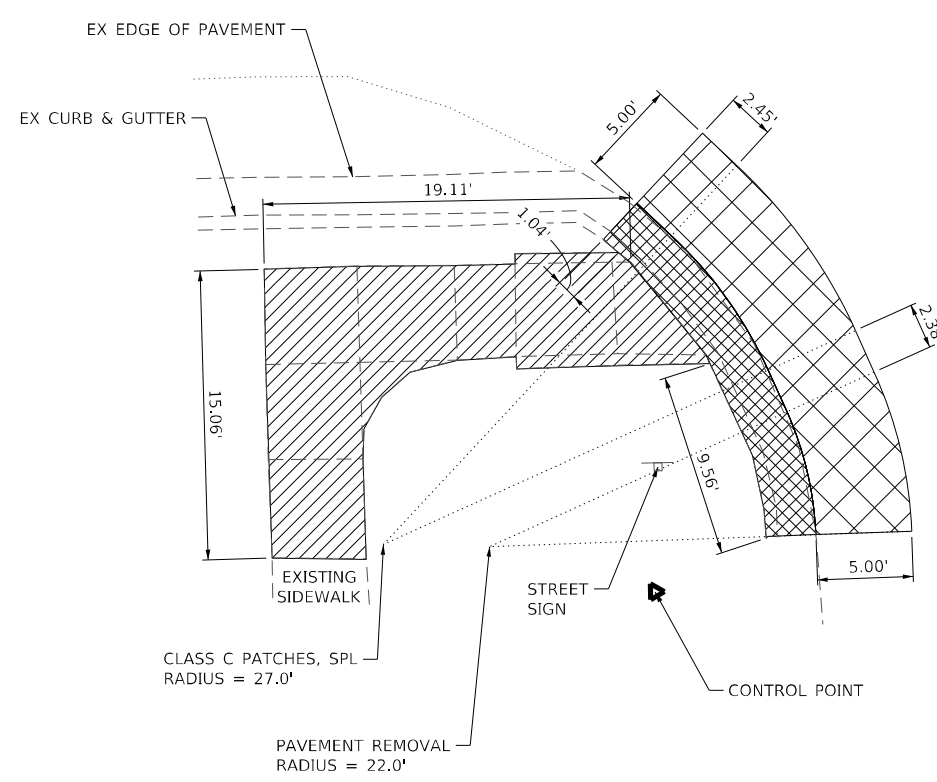 EX EDGE OF PAVEMENT
EX CURB & GUTTER
5.00'
2.45'
19.11'
1.04'
2.38
15.06'
9.56'
5.00'
EXISTING
SIDEWALK
STREET
SIGN
CLASS C PATCHES, SPL
RADIUS = 27.0'
CONTROL POINT
PAVEMENT REMOVAL
RADIUS = 22.0'